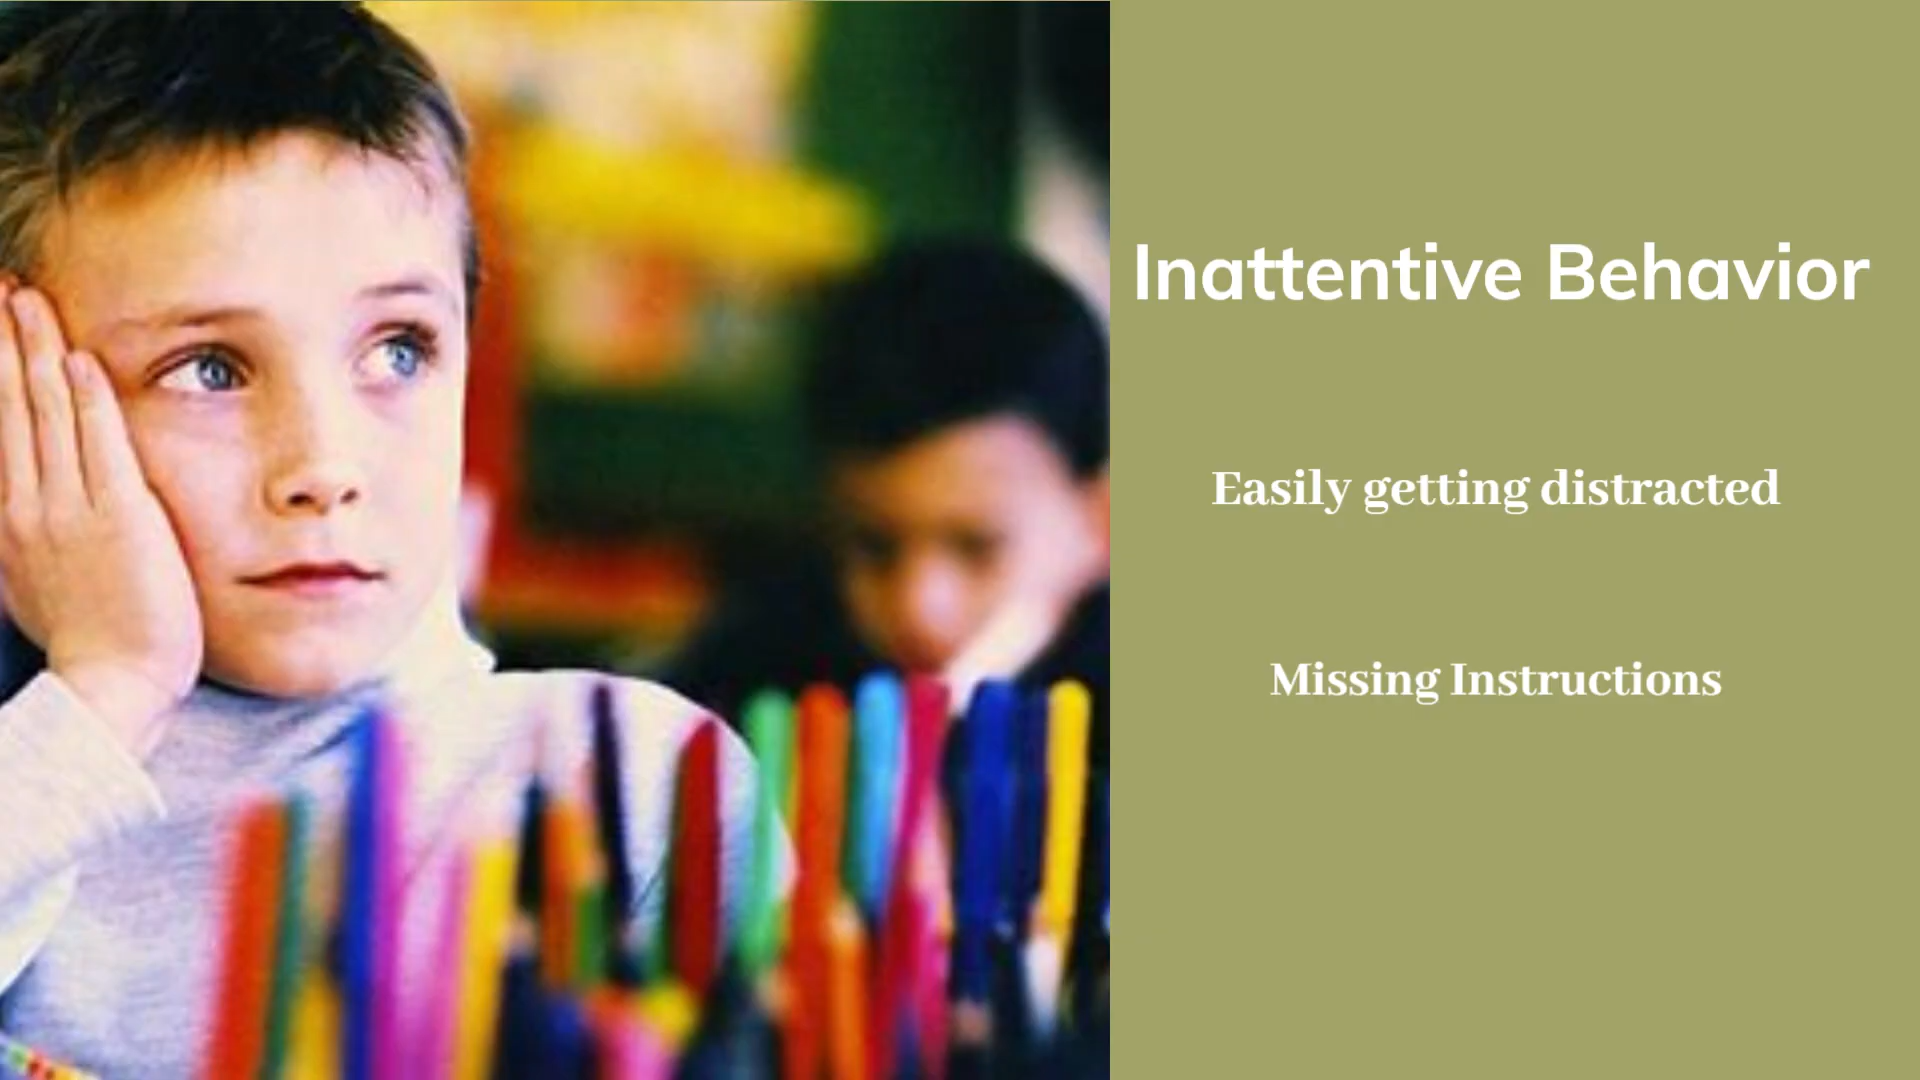 Inattentive Behavior
Easily getting distracted
Missing Instructions